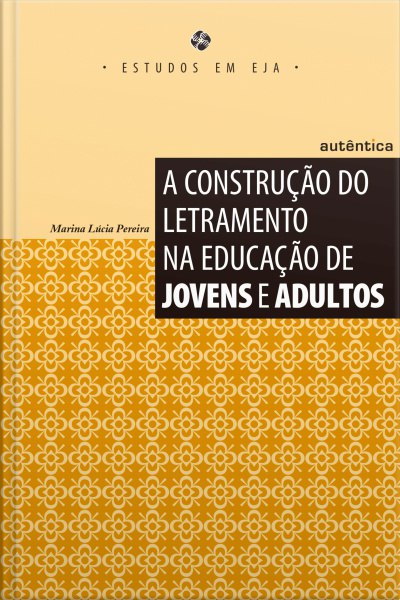 • ESTUDOS EM EJA •
autêntica
A CONSTRUÇÃO DO
LETRAMENTO
NA EDUCAÇÃO DE
JOVENS E ADULTOS
Marina Lúcia Pereira